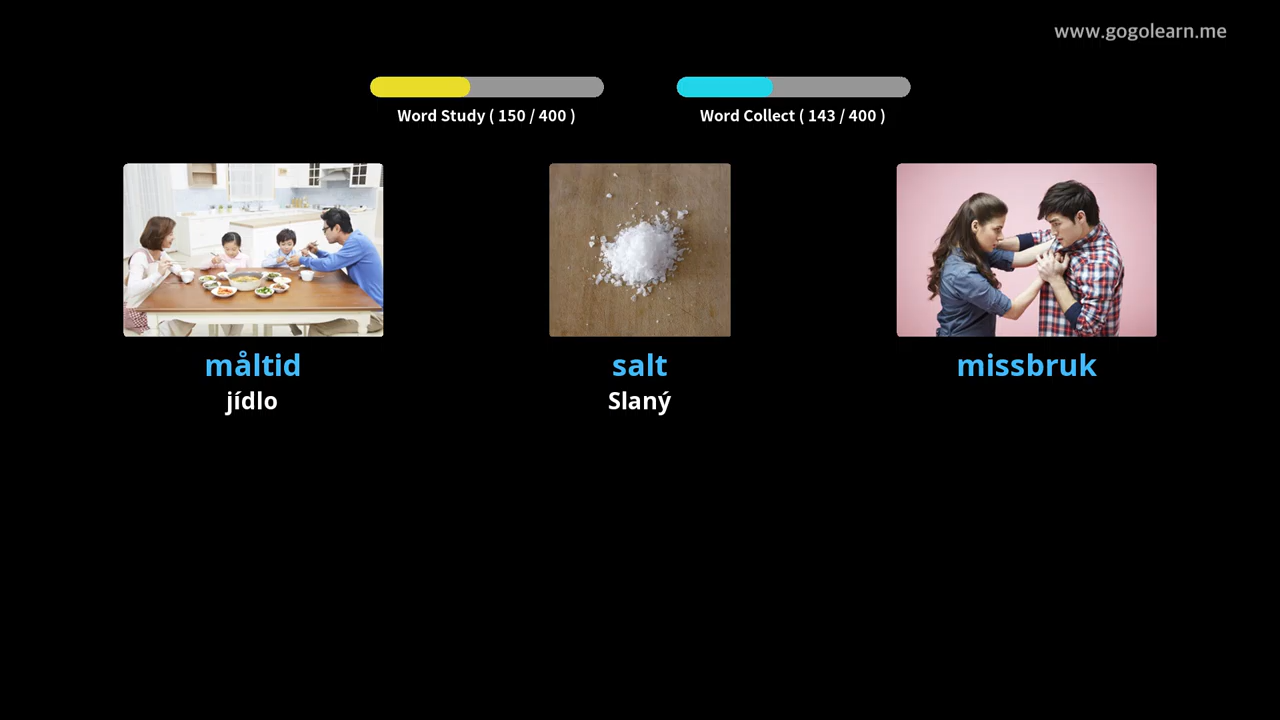 www.gogolearn.me
Word Study ( 150 / 400 )
Word Collect ( 143 / 400 )
måltid
salt
missbruk
jídlo
Slaný